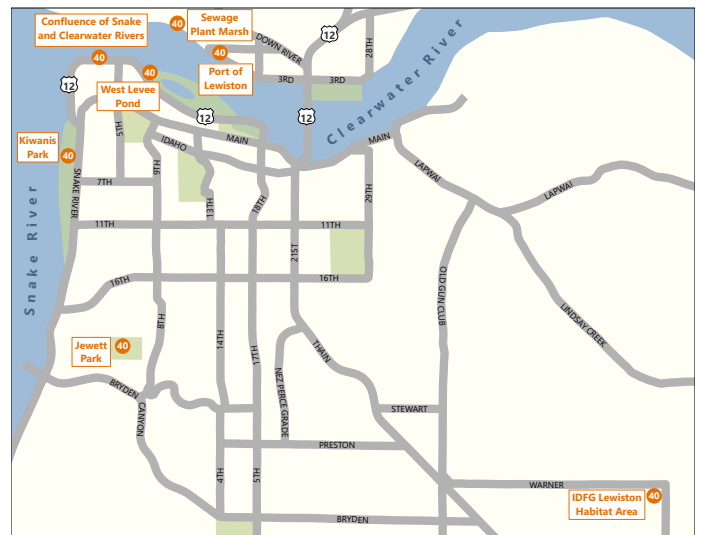 Confluence of Snake
and Clearwater Rivers
40
40
Sewage
Plant Marsh
40
Port of
Lewiston
DOWN RIVER
12
28TH
3RD
3RD
12
40
West Levee
Pond
12
12
Clearwater River
Kiwanis
Park
40
5TH
IDAHO
MAIN
MAIN
LAPWAI
LAPWAI
7TH
9TH
13TH
18TH
29TH
SNAKE RIVER
Snake River
11TH
11TH
21ST
16TH
16TH
OLD GUN CLUB
LINDSAY CREEK
8TH
14TH
17TH
THAIN
Jewett
Park
40
NEZ PERCE GRADE
BRYDEN
CANYON
STEWART
PRESTON
4TH
5TH
WARNER
IDFG Lewiston
Habitat Area
40
BRYDEN